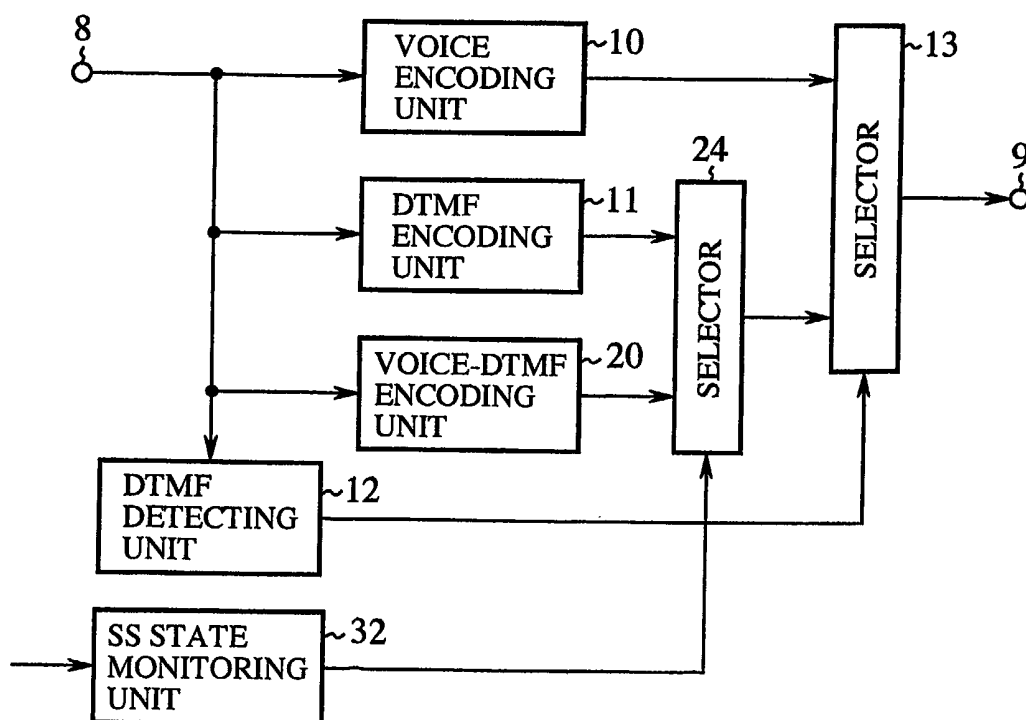 8
VOICE
ENCODING
UNIT
10
13
SELECTOR
9
24
SELECTOR
DTMF
ENCODING
UNIT
11
VOICE-DTMF
ENCODING
UNIT
20
DTMF
DETECTING
UNIT
12
SS STATE
MONITORING
UNIT
32